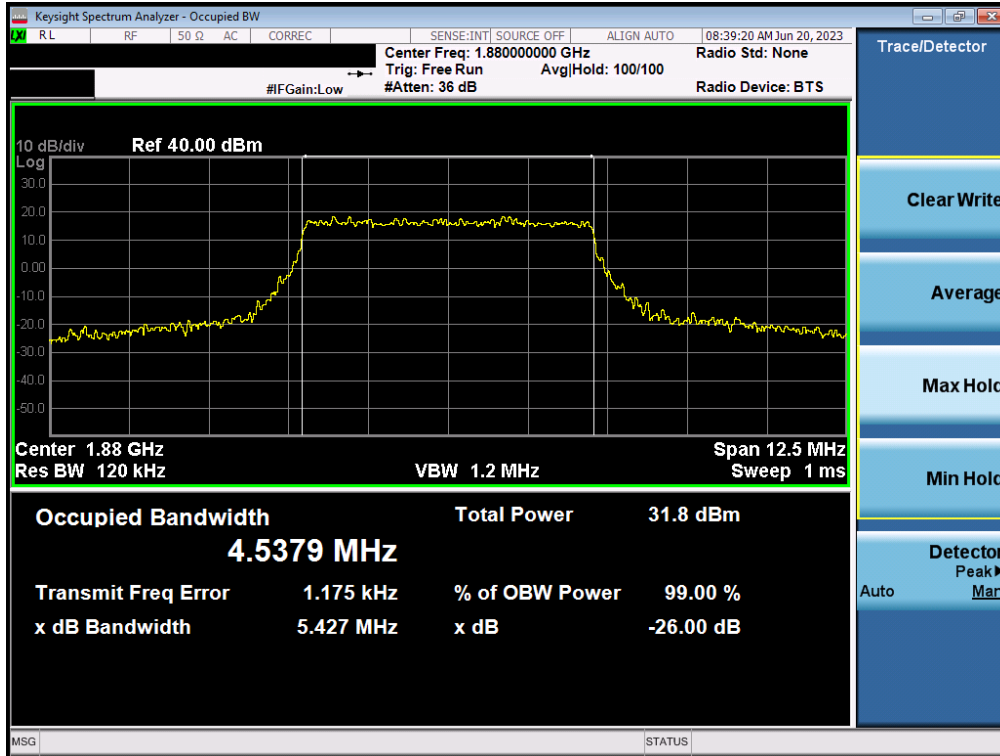 Keysight Spectrum Analyzer - Occupied BW
LXI RL RF 50 Ω AC CORREC SENSE:INT SOURCE OFF ALIGN AUTO 08:39:20 AM Jun 20, 2023
Center Freq: 1.880000000 GHz Radio Std: None
Trig: Free Run Avg|Hold: 100/100
#IFGain:Low #Atten: 36 dB Radio Device: BTS
10 dB/div Ref 40.00 dBm
Log
30.0
20.0
10.0
0.00
-10.0
-20.0
-30.0
-40.0
-50.0
Center 1.88 GHz Span 12.5 MHz
Res BW 120 kHz VBW 1.2 MHz Sweep 1 ms
Occupied Bandwidth Total Power 31.8 dBm
4.5379 MHz
Transmit Freq Error 1.175 kHz % of OBW Power 99.00 %
x dB Bandwidth 5.427 MHz x dB -26.00 dB
MSG STATUS
Trace/Detector
Clear Write
Average
Max Hold
Min Hold
Detector
Peak
Auto Man